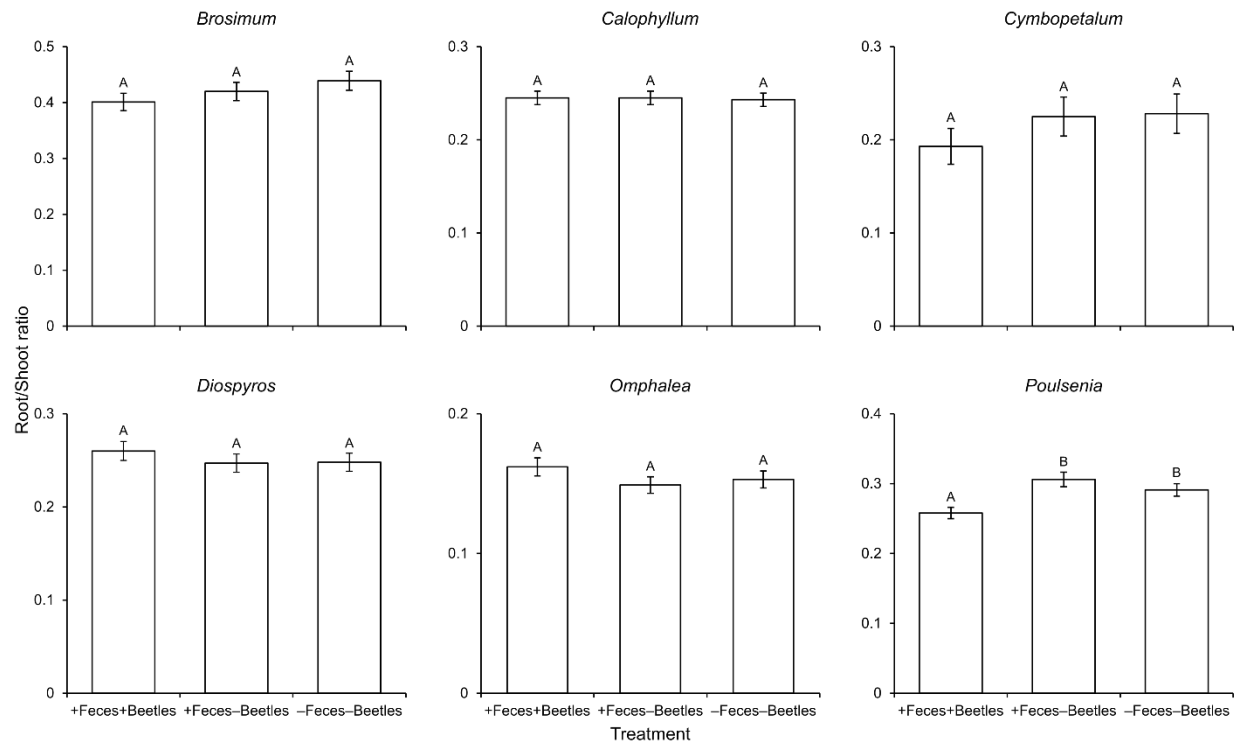 Brosimum
Calophyllum
Cymbopetalum
0.5
0.4
0.3
0.2
0.1
0
A
A
A
0.3
0.2
0.1
0
A
A
A
0.3
0.2
0.1
0
A
A
A
Root/Shoot ratio
Diospyros
Omphalea
Poulsenia
0.3
0.2
0.1
0
A
A
A
+Feces+Beetles +Feces–Beetles –Feces–Beetles
0.2
0.1
0
A
A
A
+Feces+Beetles +Feces–Beetles –Feces–Beetles
0.4
0.3
0.2
0.1
0
A
B
B
+Feces+Beetles +Feces–Beetles –Feces–Beetles
Treatment